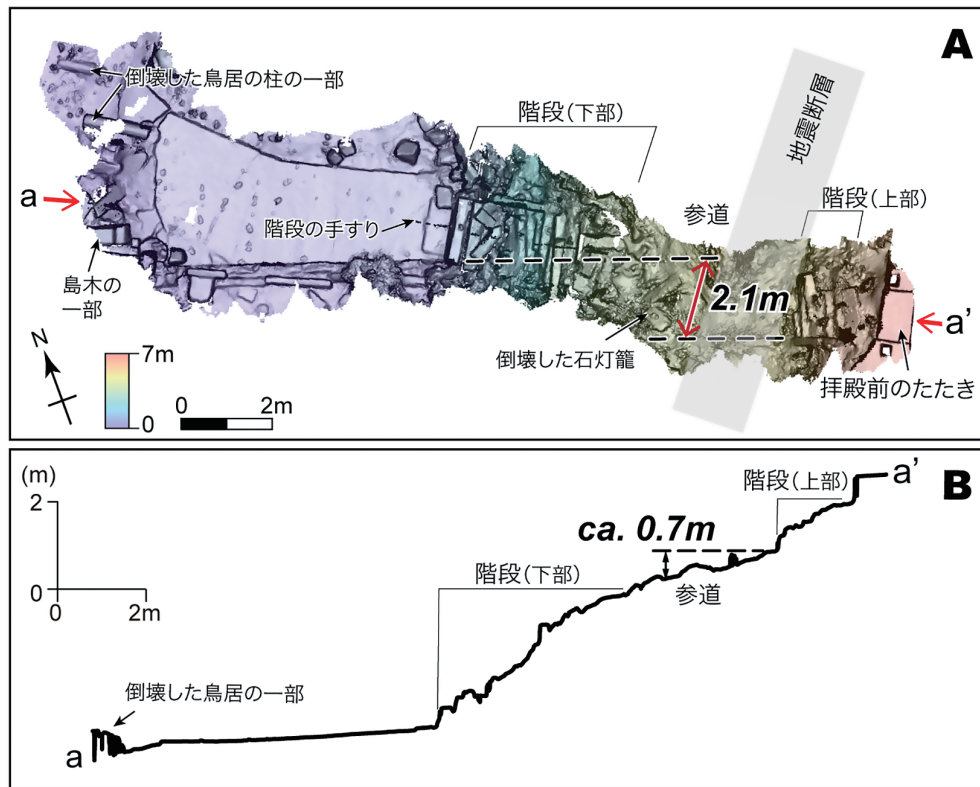 A
倒壊した鳥居の柱の一部
階段(下部)
地震断層
a
階段の手すり
参道
階段(上部)
島木の
一部
2.1m
a’
N
7m
0
0
2m
倒壊した石灯籠
拝殿前のたたき
B
(m)
2
0
0
2m
a’
階段(上部)
ca. 0.7m
階段(下部)
参道
倒壊した鳥居の一部
a